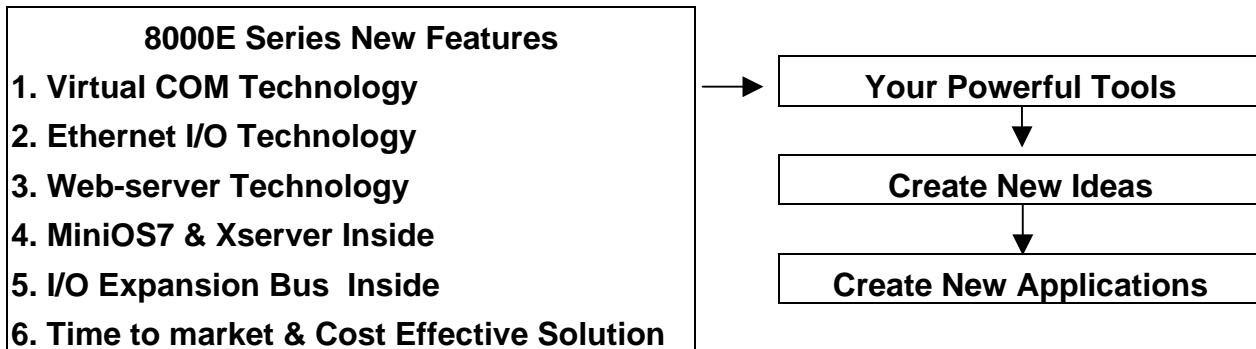 8000E Series New Features
1. Virtual COM Technology
2. Ethernet I/O Technology
3. Web-server Technology
4. MiniOS7 & Xserver Inside
5. I/O Expansion Bus  Inside
6. Time to market & Cost Effective Solution
Your Powerful Tools
Create New Ideas
Create New Applications